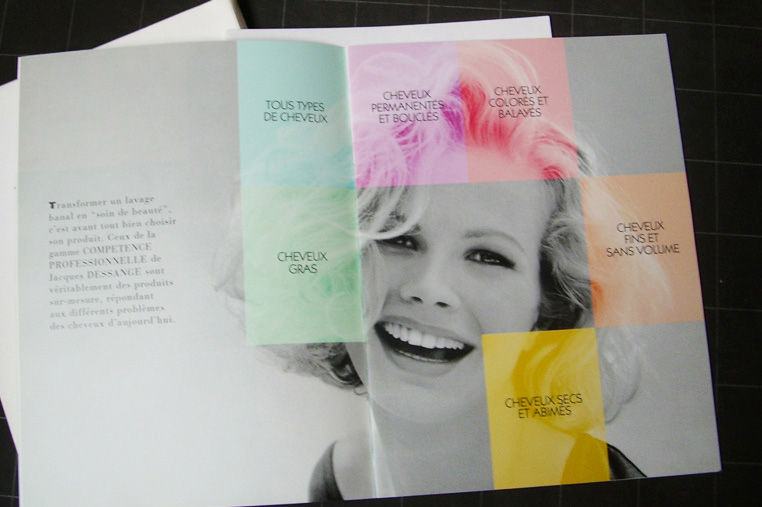 Transformer un lavage
banal en "soin de beauté",
c'est avant tout bien choisir
son produit. Ceux de la
gamme COMPETENCE
PROFESSIONNELLE de
Jacques DESSANGE sont
véritablement des produits
sur-mesure, répondant
aux différents problèmes
des cheveux d'aujourd'hui.
TOUS TYPES
DE CHEVEUX
CHEVEUX
PERMANENTÉS
ET BOUCLÉS
CHEVEUX
COLORÉS ET
BALAYÉS
CHEVEUX
GRAS
CHEVEUX
FINS ET
SANS VOLUME
CHEVEUX SECS
ET ABIMÉS